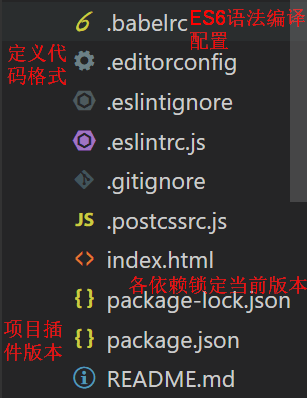 .babelrc
ES6语法编译
配置
定义代
码格式
.editorconfig
.eslintignore
.eslintrc.js
.gitignore
JS .postcssrc.js
index.html
各依赖锁定当前版本
{} package-lock.json
项目插
件版本
{} package.json
README.md